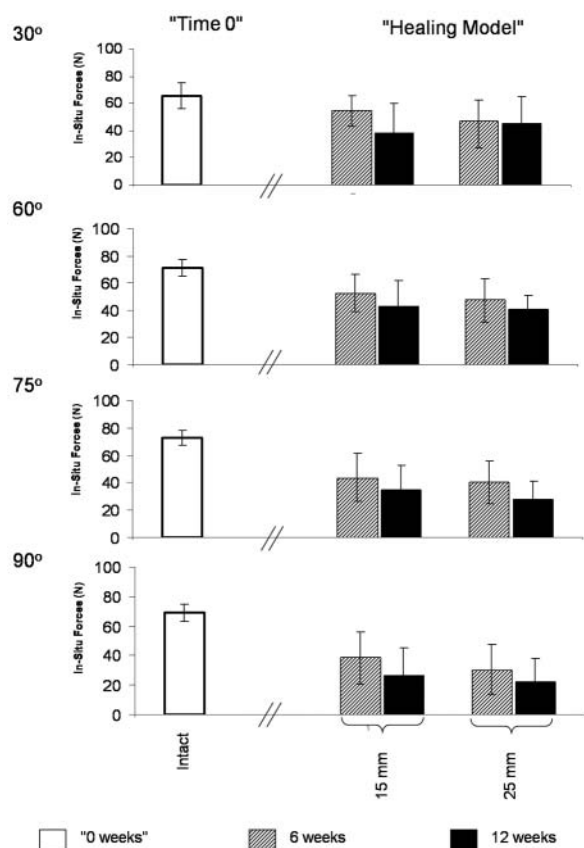 "Time 0" "Healing Model"
30º
In-Situ Forces (N)
100
80
60
40
20
0
60º
In-Situ Forces (N)
100
80
60
40
20
0
75º
In-Situ Forces (N)
100
80
60
40
20
0
90º
In-Situ Forces (N)
100
80
60
40
20
0
Intact
15 mm
25 mm
"0 weeks" 6 weeks 12 weeks